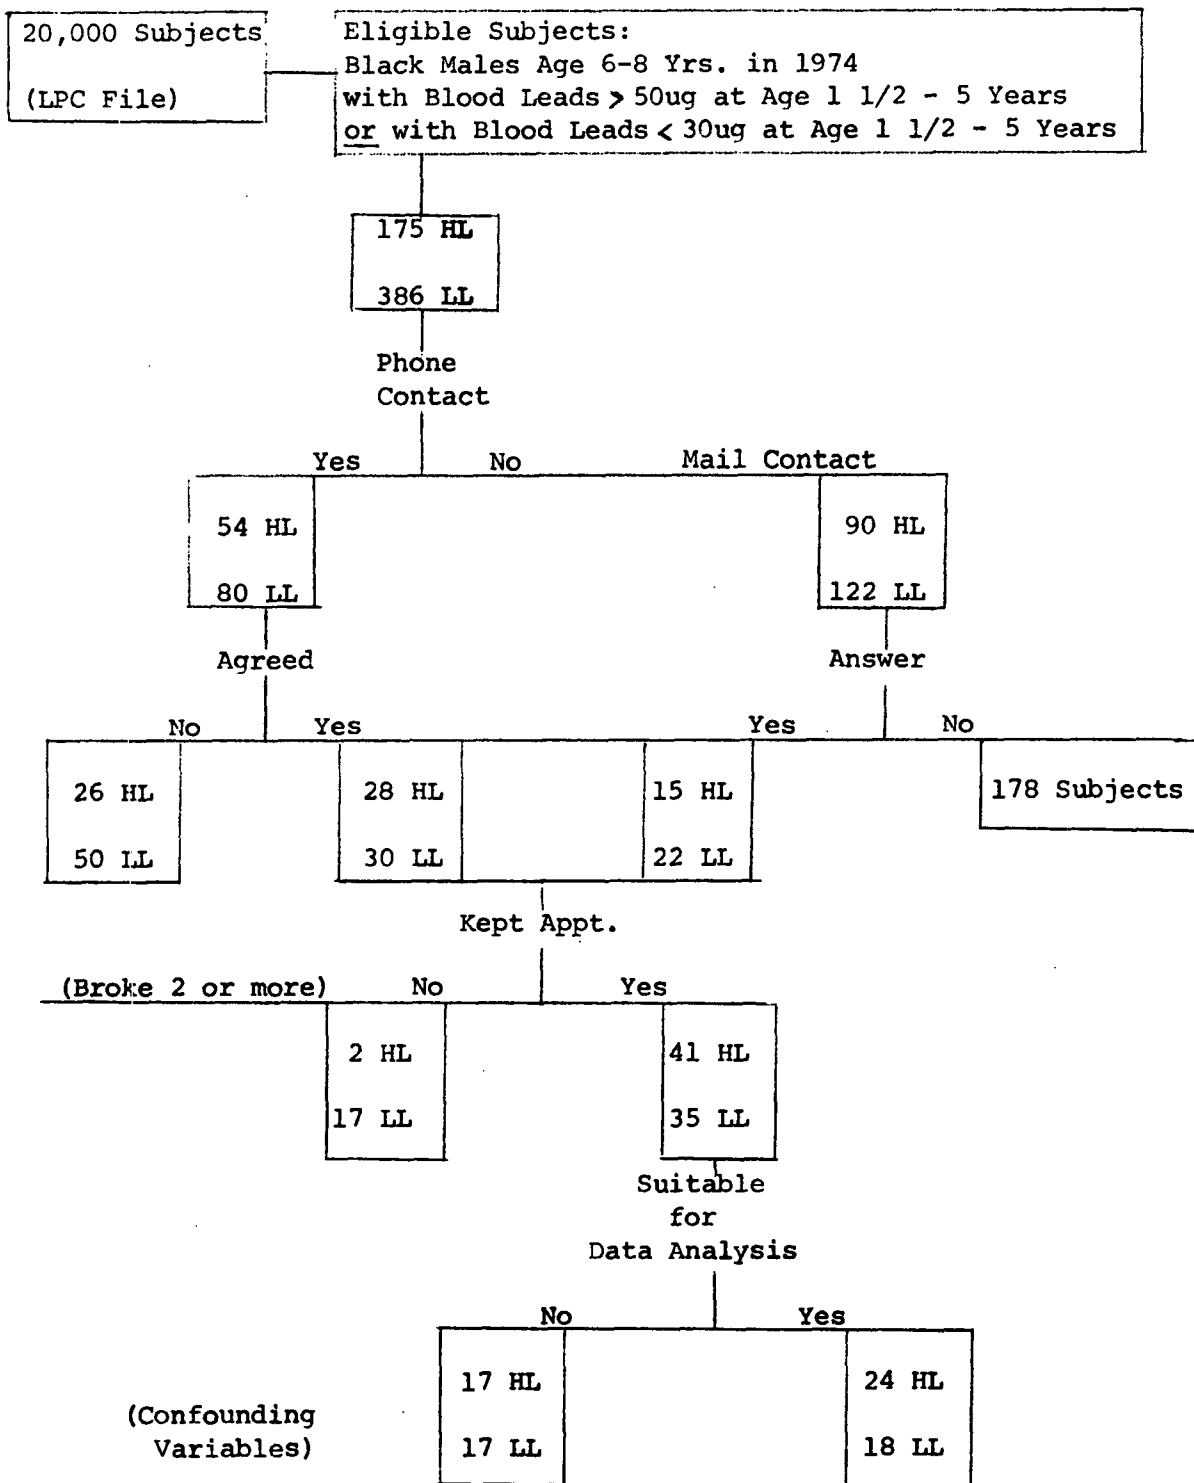 20,000 Subjects
(LPC File)
Eligible Subjects:
Black Males Age 6-8 Yrs. in 1974
with Blood Leads > 50ug at Age 1 1/2 - 5 Years
or with Blood Leads < 30ug at Age 1 1/2 - 5 Years
175 HL
386 LL
Phone
Contact
Yes No Mail Contact
54 HL
80 LL
90 HL
122 LL
Agreed
Answer
No Yes
Yes No
26 HL
50 LL
28 HL
30 LL
15 HL
22 LL
178 Subjects
Kept Appt.
(Broke 2 or more) No Yes
2 HL
17 LL
41 HL
35 LL
Suitable
for
Data Analysis
No Yes
(Confounding
Variables)
17 HL
17 LL
24 HL
18 LL